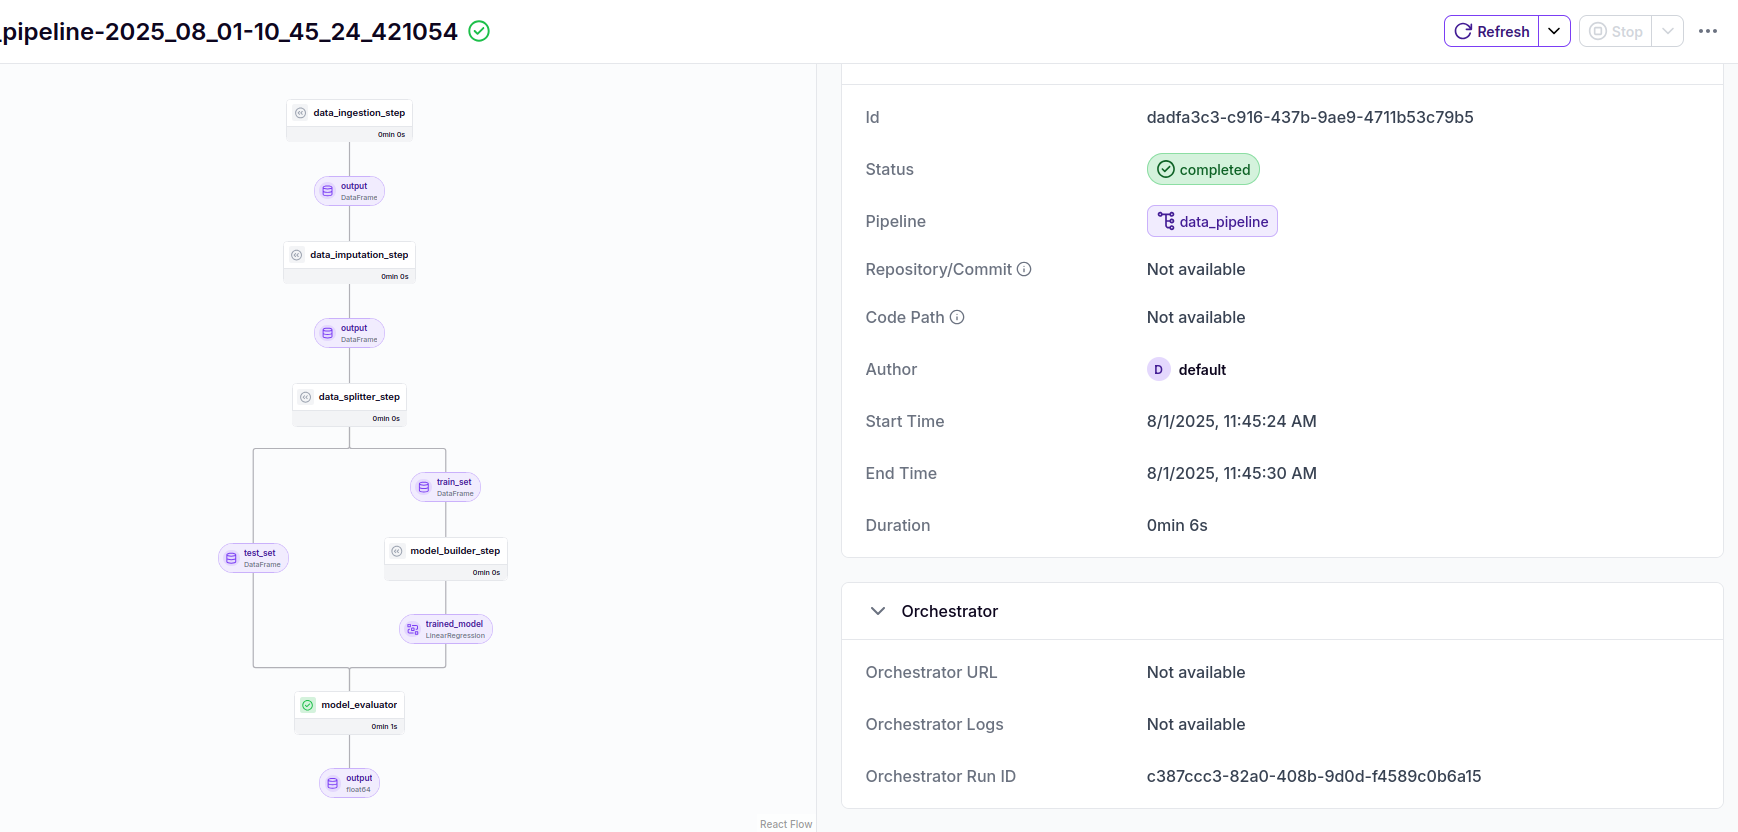 _pipeline-2025_08_01-10_45_24_421054
Refresh
Stop
data_ingestion_step
0min 0s
output
DataFrame
data_imputation_step
0min 0s
output
DataFrame
data_splitter_step
0min 0s
train_set
DataFrame
test_set
DataFrame
model_builder_step
0min 0s
trained_model
LinearRegression
model_evaluator
0min 1s
output
float64
React Flow
Id
dadfa3c3-c916-437b-9ae9-4711b53c79b5
Status
completed
Pipeline
data_pipeline
Repository/Commit
Not available
Code Path
Not available
Author
D default
Start Time
8/1/2025, 11:45:24 AM
End Time
8/1/2025, 11:45:30 AM
Duration
0min 6s
Orchestrator
Orchestrator URL
Not available
Orchestrator Logs
Not available
Orchestrator Run ID
c387ccc3-82a0-408b-9d0d-f4589c0b6a15